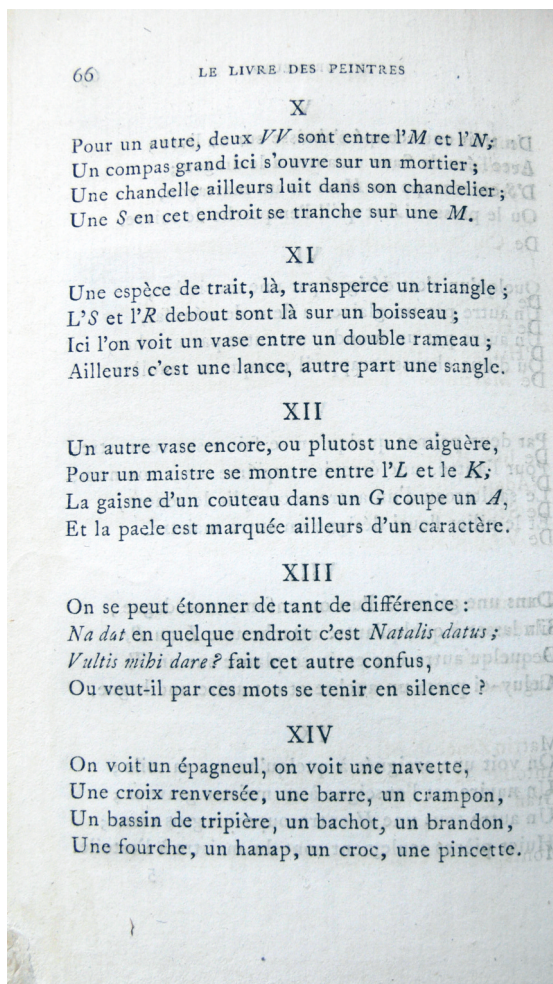 66 LE LIVRE DES PEINTRES
X
Pour un autre, deux VV sont entre l'M et l'N;
Un compas grand ici s'ouvre sur un mortier ;
Une chandelle ailleurs luit dans son chandelier ;
Une S en cet endroit se tranche sur une M.
XI
Une espèce de trait, là, transperce un triangle ;
L'S et l'R debout sont là sur un boisseau ;
Ici l'on voit un vase entre un double rameau ;
Ailleurs c'est une lance, autre part une sangle.
XII
Un autre vase encore, ou plutost une aiguère,
Pour un maistre se montre entre l'L et le K;
La gaisne d'un couteau dans un G coupe un A,
Et la paele est marquée ailleurs d'un caractère.
XIII
On se peut étonner de tant de différence :
Na dat en quelque endroit c'est Natalis datus ;
Vultis mihi dare ? fait cet autre confus,
Ou veut-il par ces mots se tenir en silence ?
XIV
On voit un épagneul, on voit une navette,
Une croix renversée, une barre, un crampon,
Un bassin de tripière, un bachot, un brandon,
Une fourche, un hanap, un croc, une pincette.